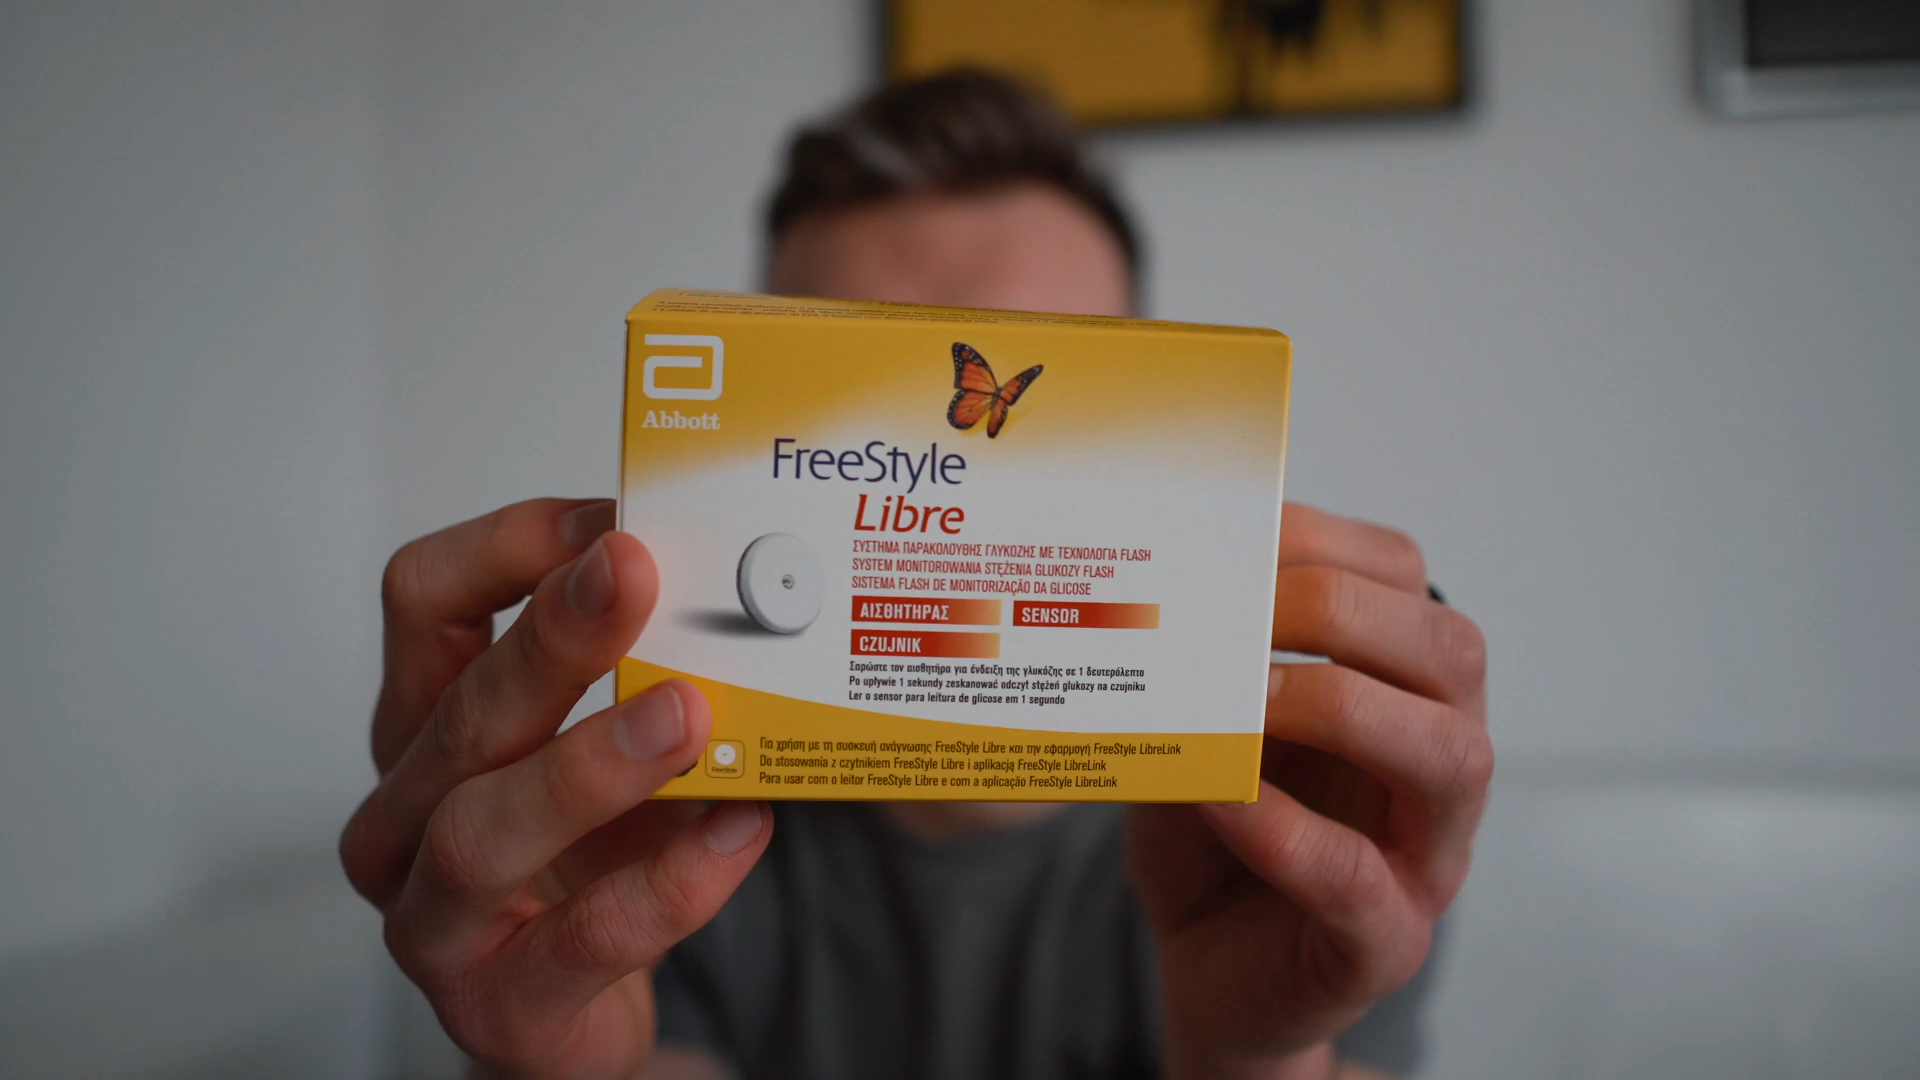 Abbott
FreeStyle
Libre
ΣΥΣΤΗΜΑ ΠΑΡΑΚΟΛΟΥΘΗΣ ΓΛΥΚΟΖΗΣ ΜΕ ΤΕΧΝΟΛΟΓΙΑ FLASH
SYSTEM MONITOROWANIA STĘŻENIA GLUKOZY FLASH
SISTEMA FLASH DE MONITORIZAÇÃO DA GLICOSE
ΑΙΣΘΗΤΗΡΑΣ SENSOR
CZUJNIK
Σαρώστε τον αισθητήρα για ένδειξη της γλυκόζης σε 1 δευτερόλεπτο
Po upływie 1 sekundy zeskanować odczyt stężeń glukozy na czujniku
Ler o sensor para leitura de glicose em 1 segundo
FreeStyle
Για χρήση με τη συσκευή ανάγνωσης FreeStyle Libre και την εφαρμογή FreeStyle LibreLink
Do stosowania z czytnikiem FreeStyle Libre i aplikacją FreeStyle LibreLink
Para usar com o leitor FreeStyle Libre e com a aplicação FreeStyle LibreLink